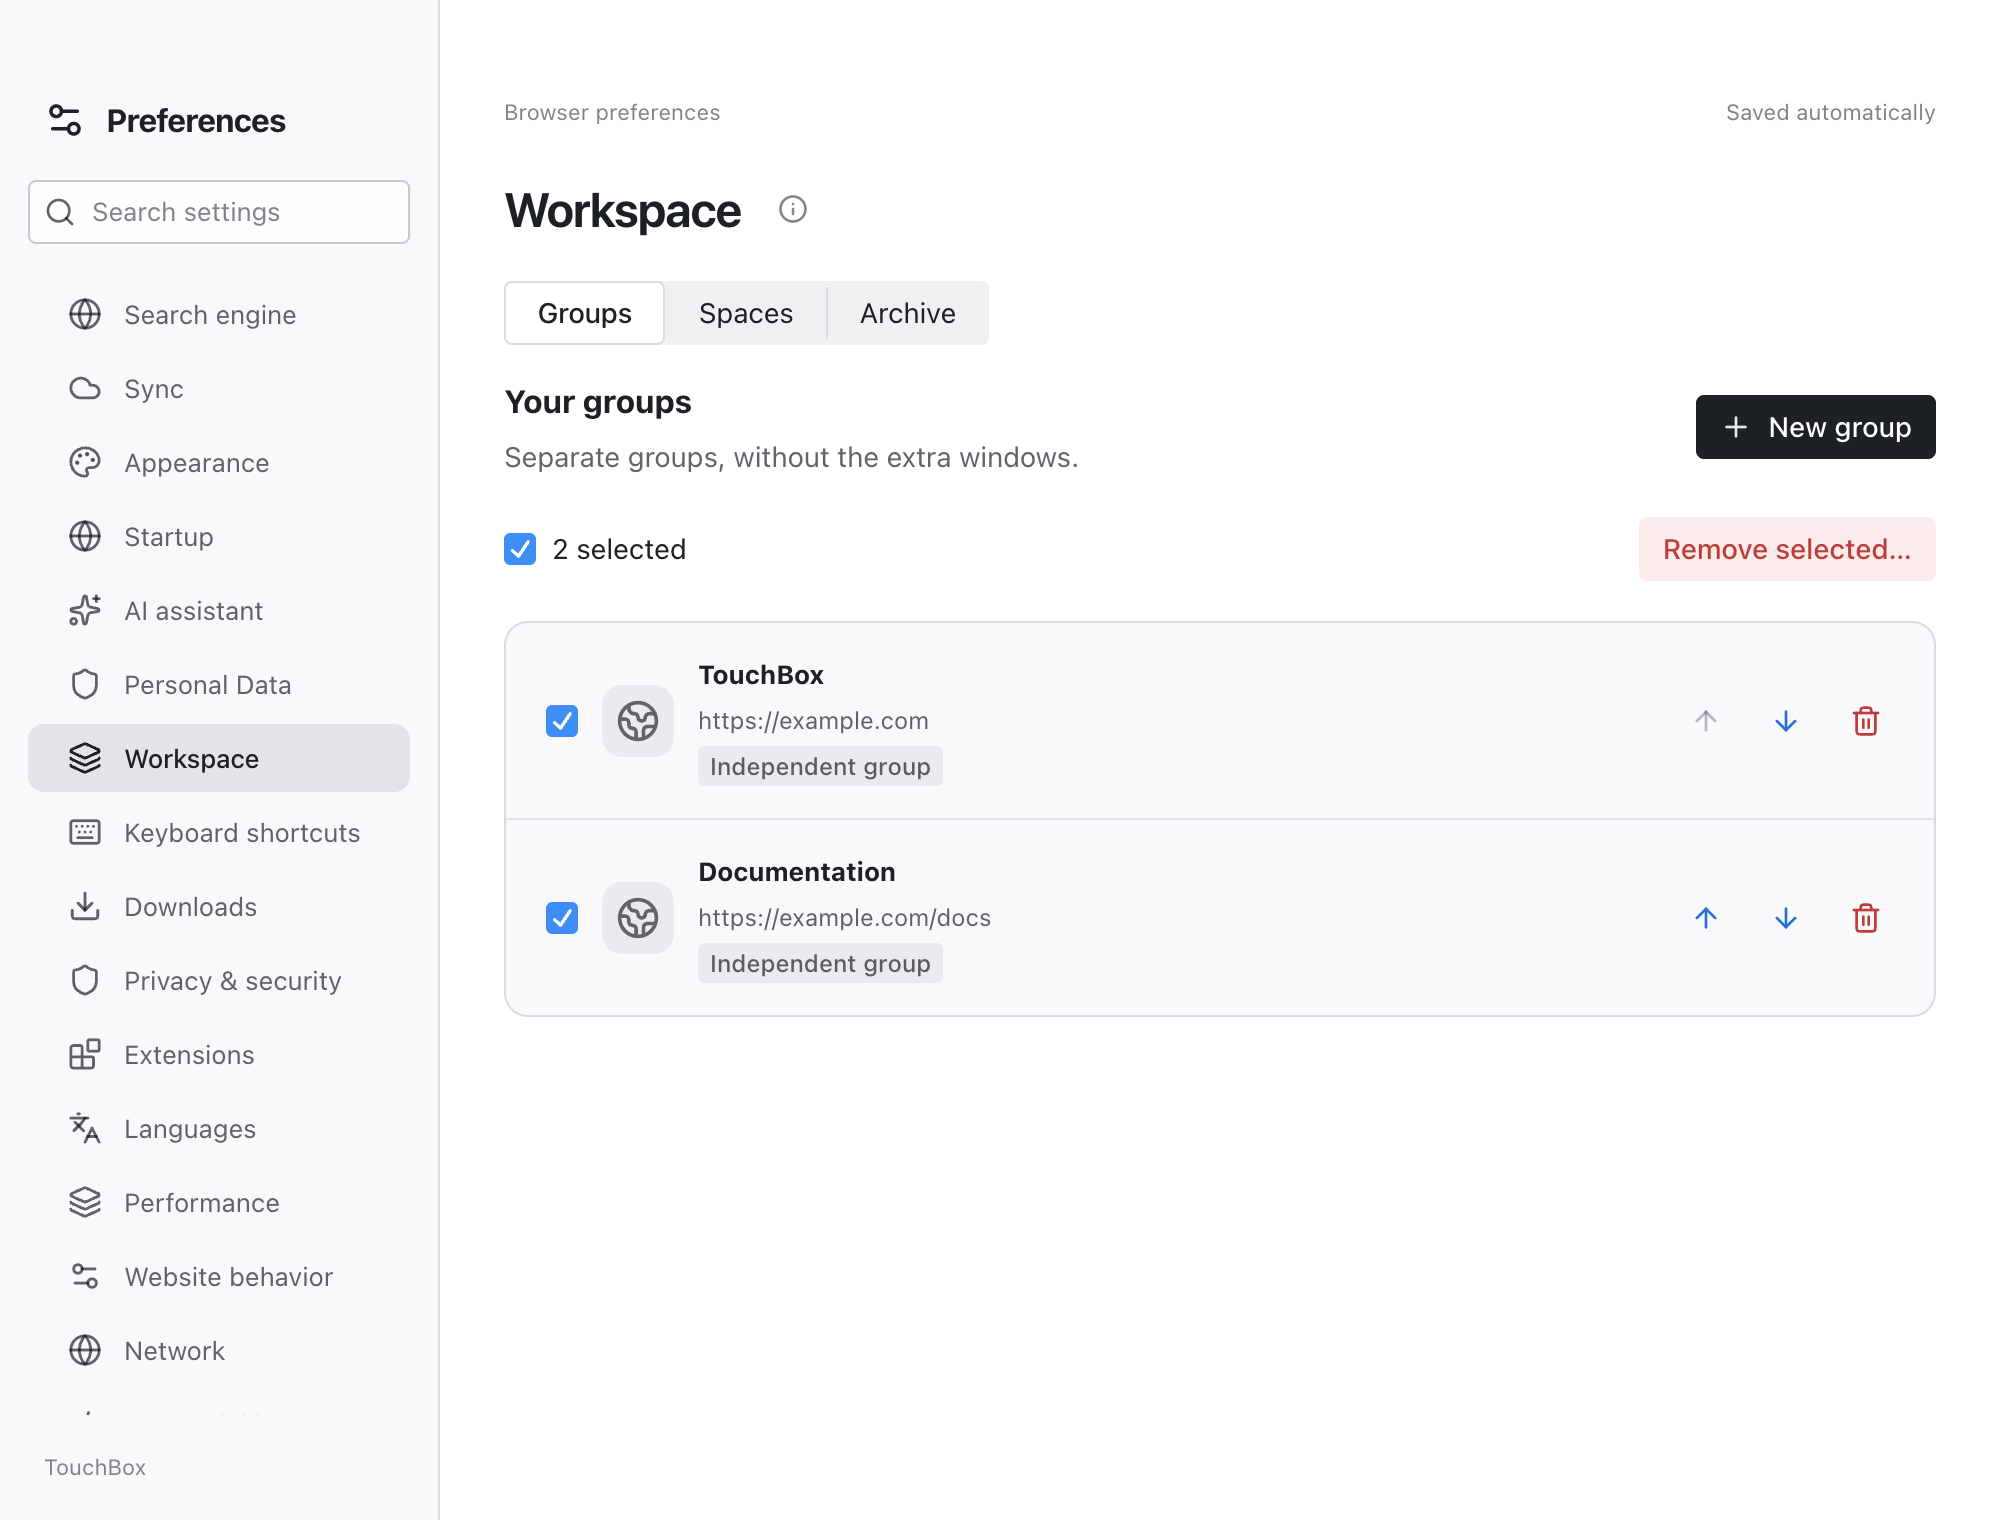 Preferences
Search settings
Search engine
Sync
Appearance
Startup
AI assistant
Personal Data
Workspace
Keyboard shortcuts
Downloads
Privacy & security
Extensions
Languages
Performance
Website behavior
Network
TouchBox
Browser preferences
Saved automatically
Workspace
Groups
Spaces
Archive
Your groups
Separate groups, without the extra windows.
New group
2 selected
Remove selected...
TouchBox
https://example.com
Independent group
Documentation
https://example.com/docs
Independent group